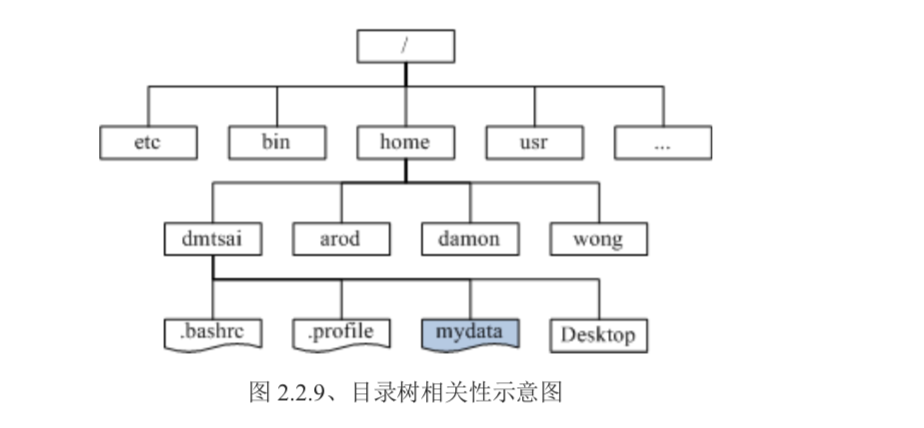 /
etc bin home usr ...
dmtsai arod damon wong
.bashrc .profile mydata Desktop
图 2.2.9、目录树相关性示意图